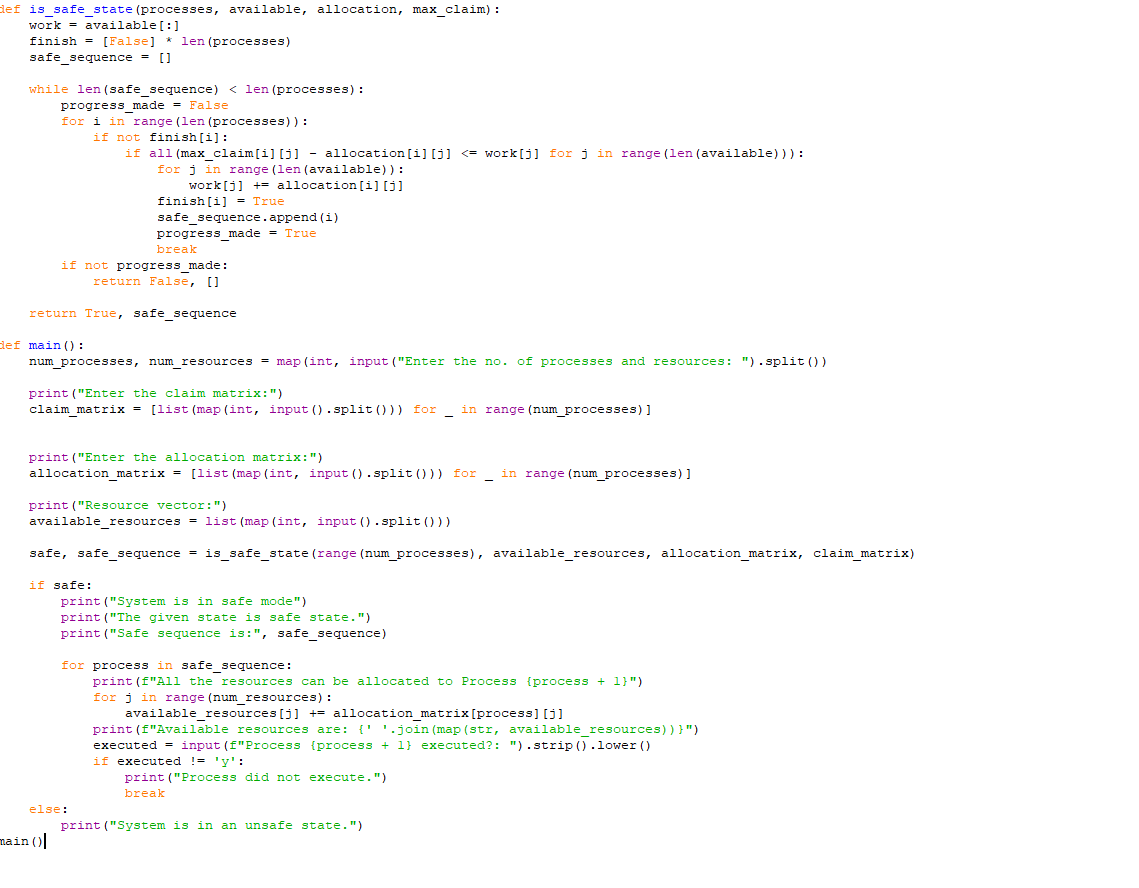 def is_safe_state(processes, available, allocation, max_claim):
    work = available[:]
    finish = [False] * len(processes)
    safe_sequence = []

    while len(safe_sequence) < len(processes):
        progress_made = False
        for i in range(len(processes)):
            if not finish[i]:
                if all(max_claim[i][j] - allocation[i][j] <= work[j] for j in range(len(available))):
                    for j in range(len(available)):
                        work[j] += allocation[i][j]
                    finish[i] = True
                    safe_sequence.append(i)
                    progress_made = True
                    break
        if not progress_made:
            return False, []

    return True, safe_sequence

def main():
    num_processes, num_resources = map(int, input("Enter the no. of processes and resources: ").split())

    print("Enter the claim matrix:")
    claim_matrix = [list(map(int, input().split())) for _ in range(num_processes)]


    print("Enter the allocation matrix:")
    allocation_matrix = [list(map(int, input().split())) for _ in range(num_processes)]

    print("Resource vector:")
    available_resources = list(map(int, input().split()))

    safe, safe_sequence = is_safe_state(range(num_processes), available_resources, allocation_matrix, claim_matrix)

    if safe:
        print("System is in safe mode")
        print("The given state is safe state.")
        print("Safe sequence is:", safe_sequence)

        for process in safe_sequence:
            print(f"All the resources can be allocated to Process {process + 1}")
            for j in range(num_resources):
                available_resources[j] += allocation_matrix[process][j]
            print(f"Available resources are: {' '.join(map(str, available_resources))}")
            executed = input(f"Process {process + 1} executed?: ").strip().lower()
            if executed != 'y':
                print("Process did not execute.")
                break
    else:
        print("System is in an unsafe state.")
main()